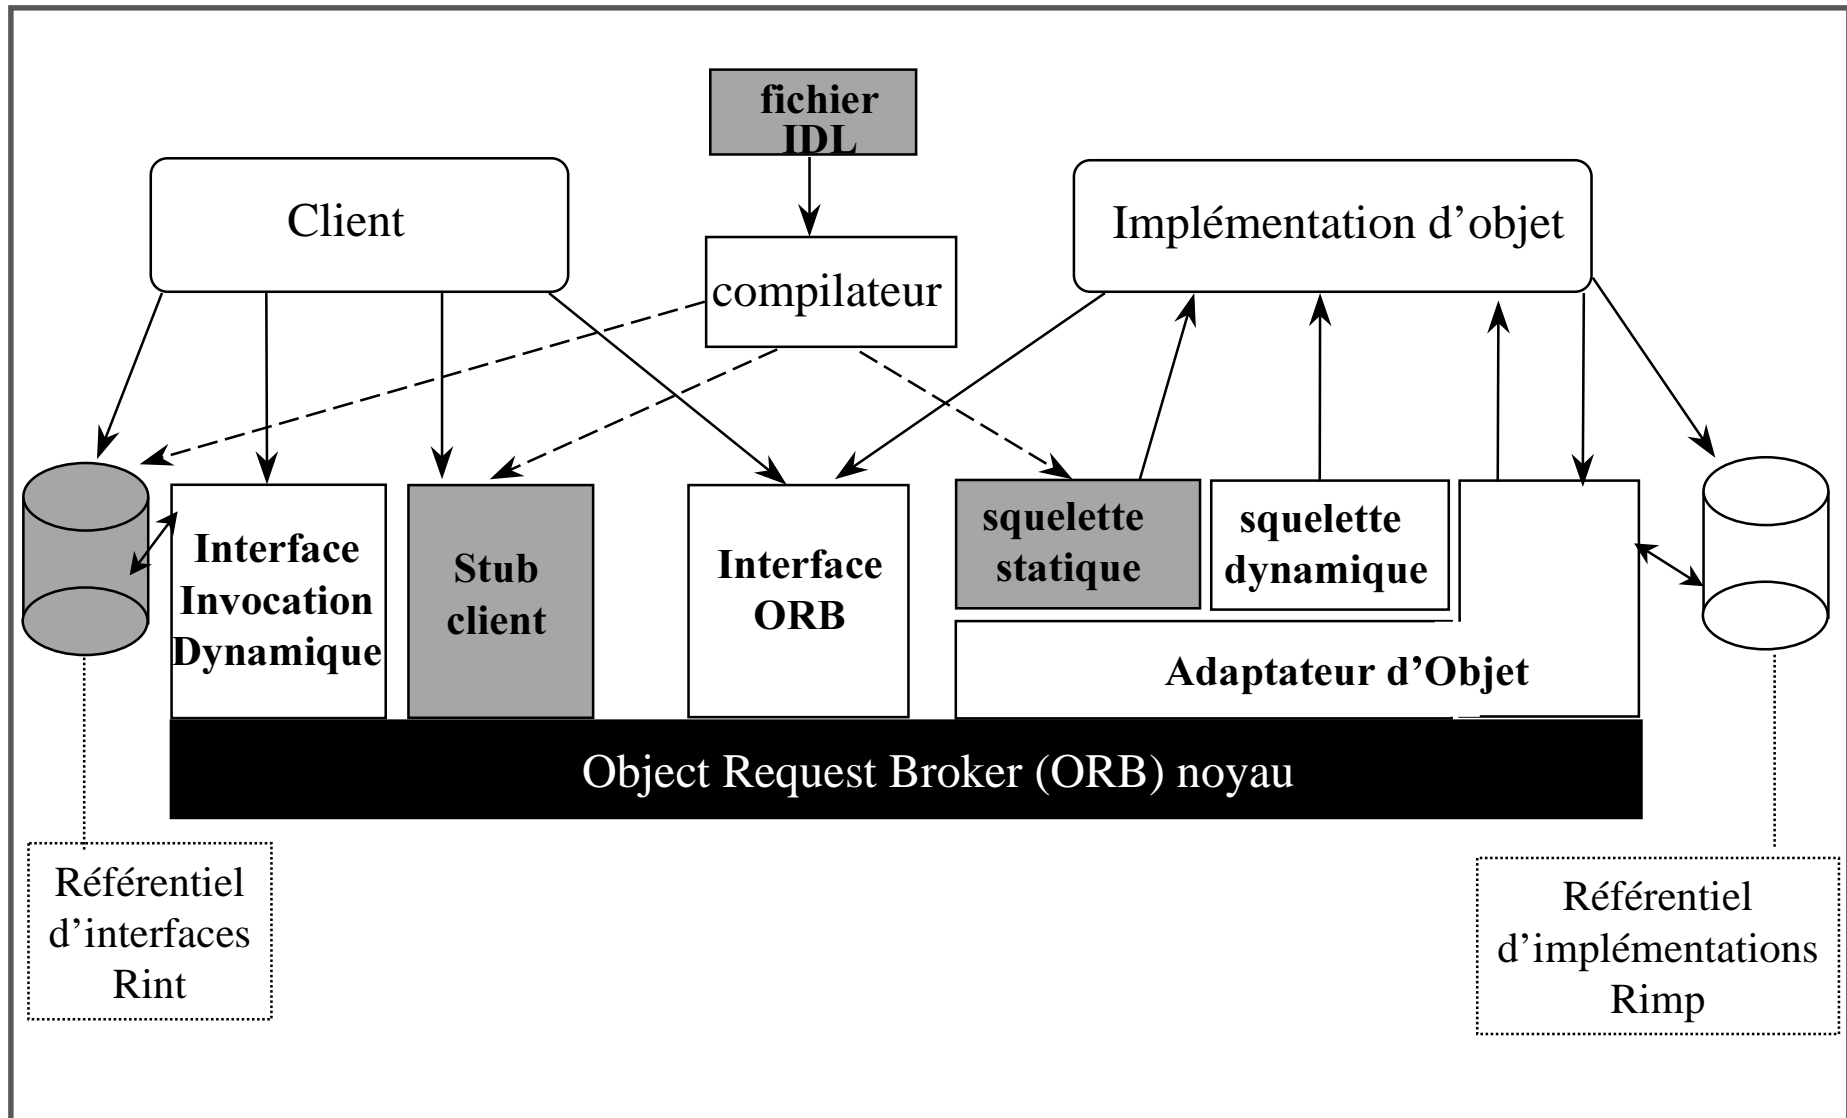 fichier
IDL
Client
Implémentation d’objet
compilateur
Interface
Invocation
Dynamique
Stub
client
Interface
ORB
squelette
statique
squelette
dynamique
Adaptateur d’Objet
Object Request Broker (ORB) noyau
Référentiel
d’interfaces
Rint
Référentiel
d’implémentations
Rimp